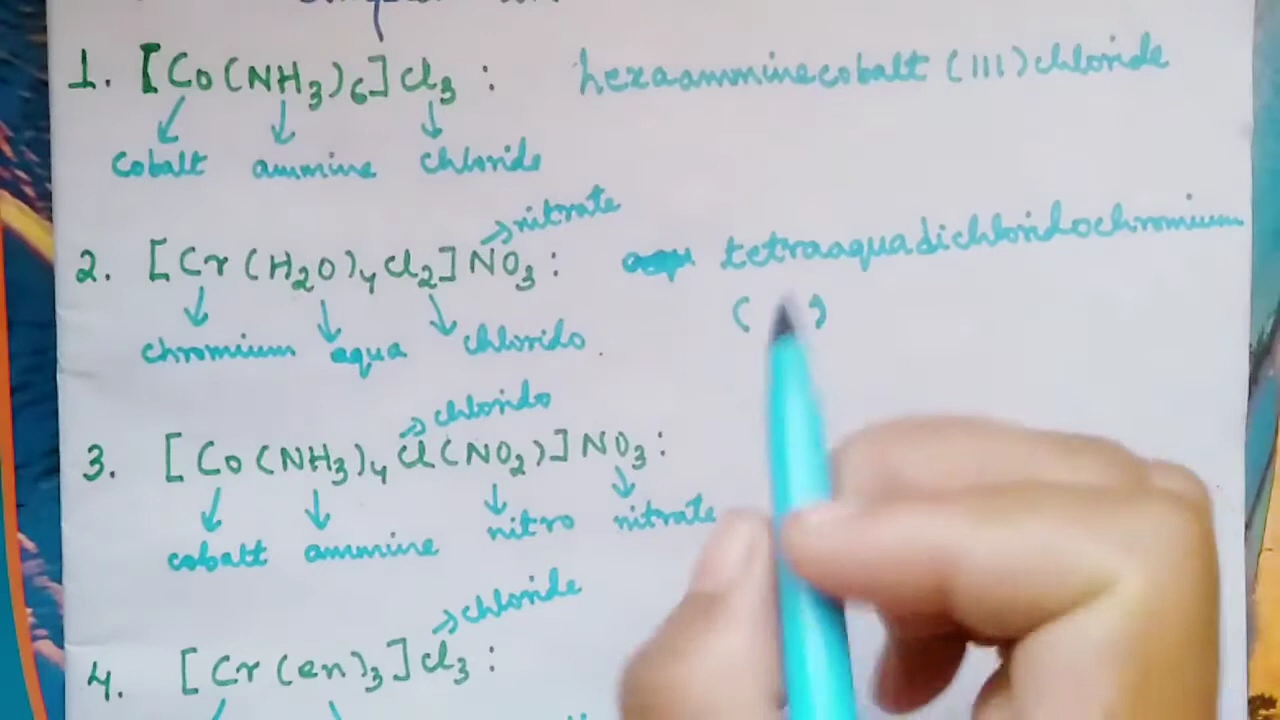 1. [Co(NH3)6]Cl3 : hexaamminecobalt (III) chloride
cobalt ammine chloride
nitrate
2. [Cr(H2O)4Cl2]NO3 : tetraaquadichloridochromium
( )
chromium aqua chlorido
chlorido
3. [Co(NH3)4Cl(NO2)]NO3 :
cobalt ammine nitro nitrate
chloride
4. [Cr(en)3]Cl3 :